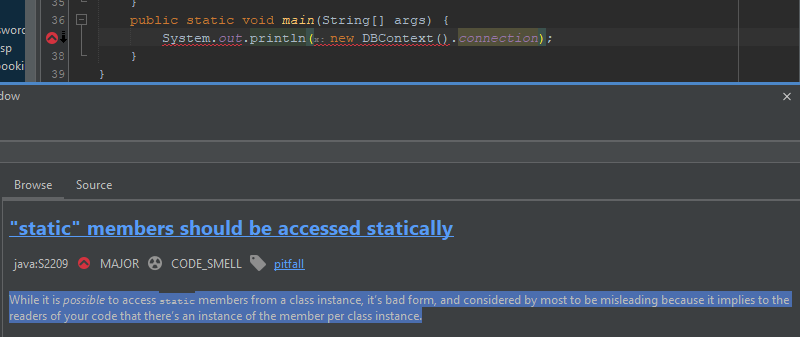 35 }
36 public static void main(String[] args) {
System.out.println(x: new DBContext().connection);
38 }
39 }
sword
sp
ooki
dow
×
Browse Source
"static" members should be accessed statically
java:S2209 MAJOR CODE_SMELL pitfall
While it is possible to access static members from a class instance, it's bad form, and considered by most to be misleading because it implies to the
readers of your code that there's an instance of the member per class instance.